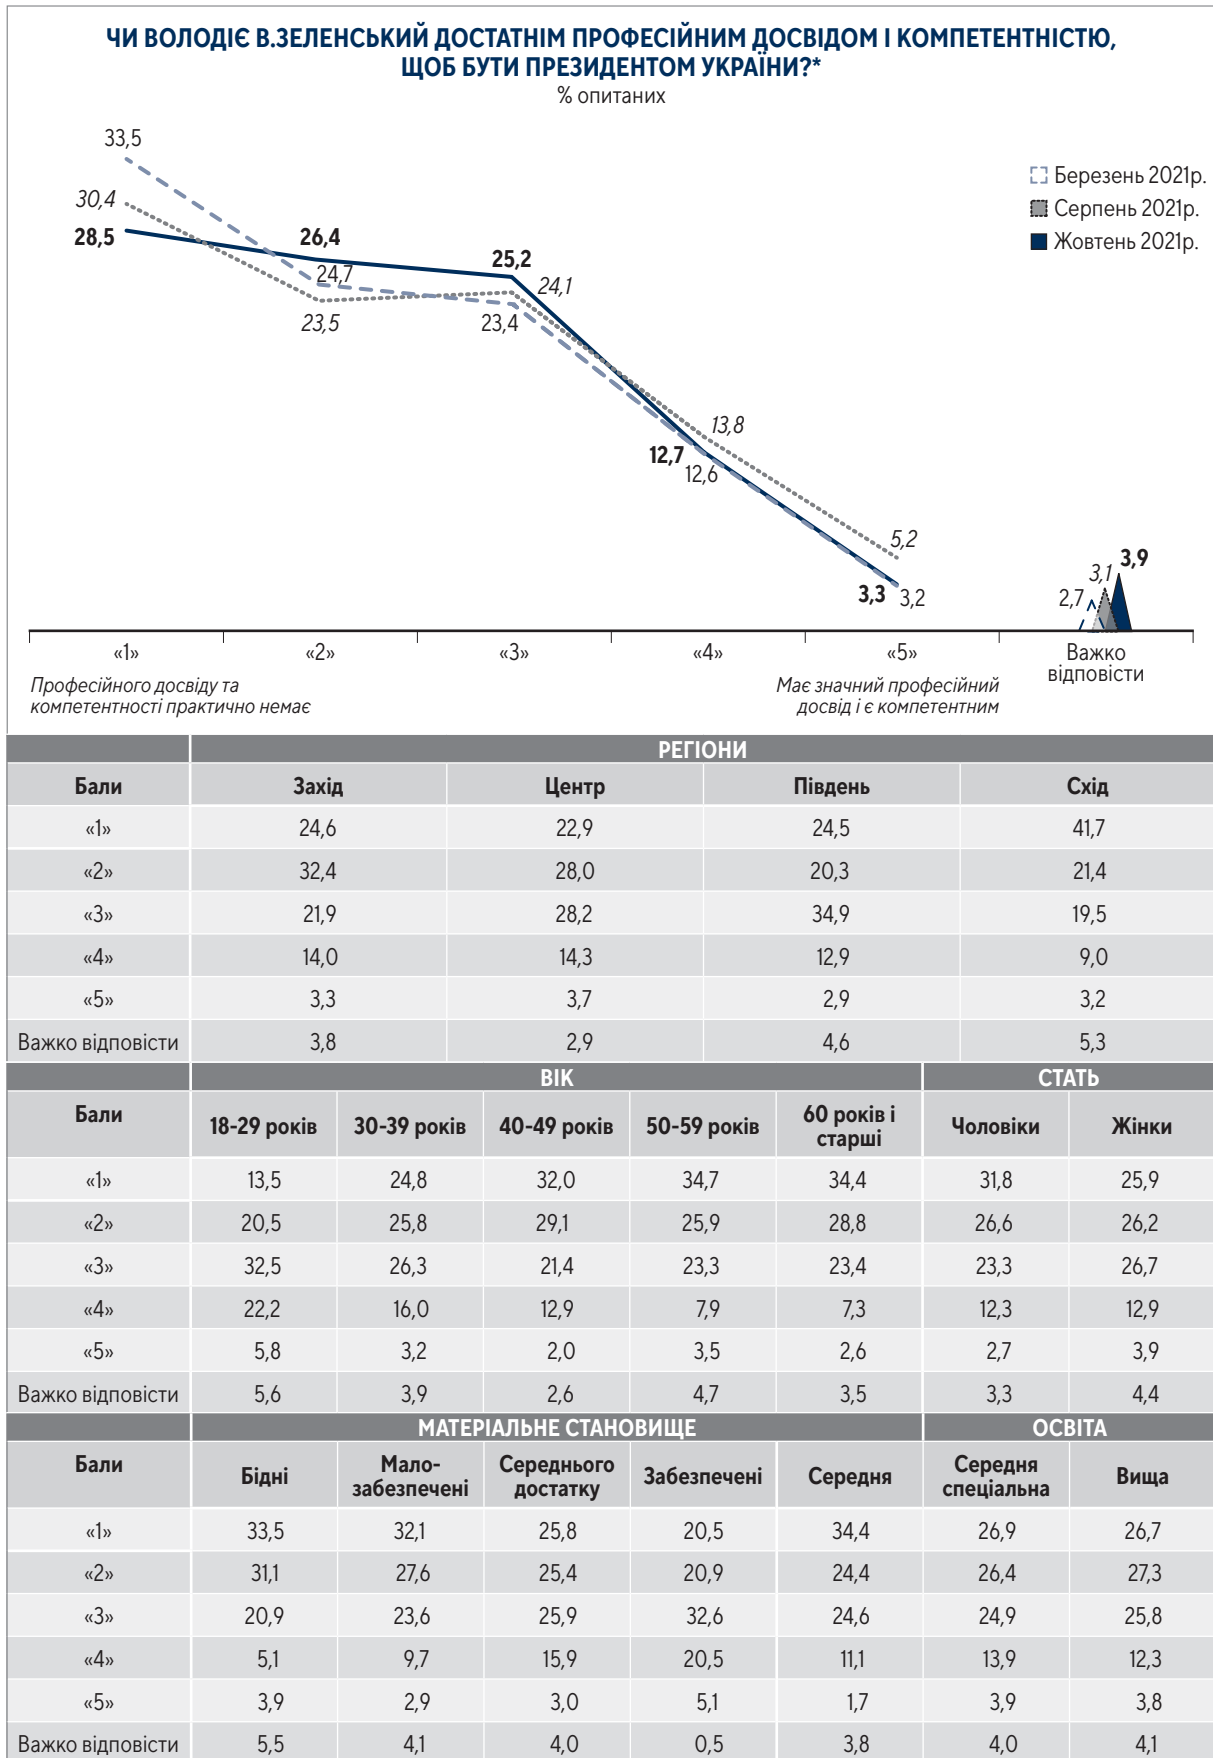 ЧИ ВОЛОДІЄ В.ЗЕЛЕНСЬКИЙ ДОСТАТНІМ ПРОФЕСІЙНИМ ДОСВІДОМ І КОМПЕТЕНТНІСТЮ,
ЩОБ БУТИ ПРЕЗИДЕНТОМ УКРАЇНИ?*
% опитаних
33,5
30,4
28,5
26,4
24,7
23,5
25,2
24,1
23,4
13,8
12,7
12,6
5,2
3,3
3,2
2,7
3,1
3,9
Березень 2021р.
Серпень 2021р.
Жовтень 2021р.
«1» «2» «3» «4» «5» Важко
відповісти
Професійного досвіду та
компетентності практично немає
Має значний професійний
досвід і є компетентним
РЕГІОНИ
Бали Захід Центр Південь Схід
«1» 24,6 22,9 24,5 41,7
«2» 32,4 28,0 20,3 21,4
«3» 21,9 28,2 34,9 19,5
«4» 14,0 14,3 12,9 9,0
«5» 3,3 3,7 2,9 3,2
Важко відповісти 3,8 2,9 4,6 5,3
ВІК СТАТЬ
Бали 18-29 років 30-39 років 40-49 років 50-59 років 60 років і
старші Чоловіки Жінки
«1» 13,5 24,8 32,0 34,7 34,4 31,8 25,9
«2» 20,5 25,8 29,1 25,9 28,8 26,6 26,2
«3» 32,5 26,3 21,4 23,3 23,4 23,3 26,7
«4» 22,2 16,0 12,9 7,9 7,3 12,3 12,9
«5» 5,8 3,2 2,0 3,5 2,6 2,7 3,9
Важко відповісти 5,6 3,9 2,6 4,7 3,5 3,3 4,4
МАТЕРІАЛЬНЕ СТАНОВИЩЕ ОСВІТА
Бали Бідні Мало-
забезпечені Середнього
достатку Забезпечені Середня Середня
спеціальна Вища
«1» 33,5 32,1 25,8 20,5 34,4 26,9 26,7
«2» 31,1 27,6 25,4 20,9 24,4 26,4 27,3
«3» 20,9 23,6 25,9 32,6 24,6 24,9 25,8
«4» 5,1 9,7 15,9 20,5 11,1 13,9 12,3
«5» 3,9 2,9 3,0 5,1 1,7 3,9 3,8
Важко відповісти 5,5 4,1 4,0 0,5 3,8 4,0 4,1